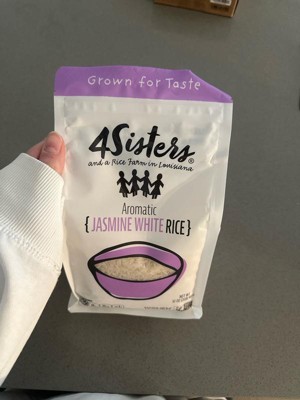 Grown for Taste
4Sisters®
and a Rice Farm in Louisiana
Aromatic
{JASMINE WHITE RICE}